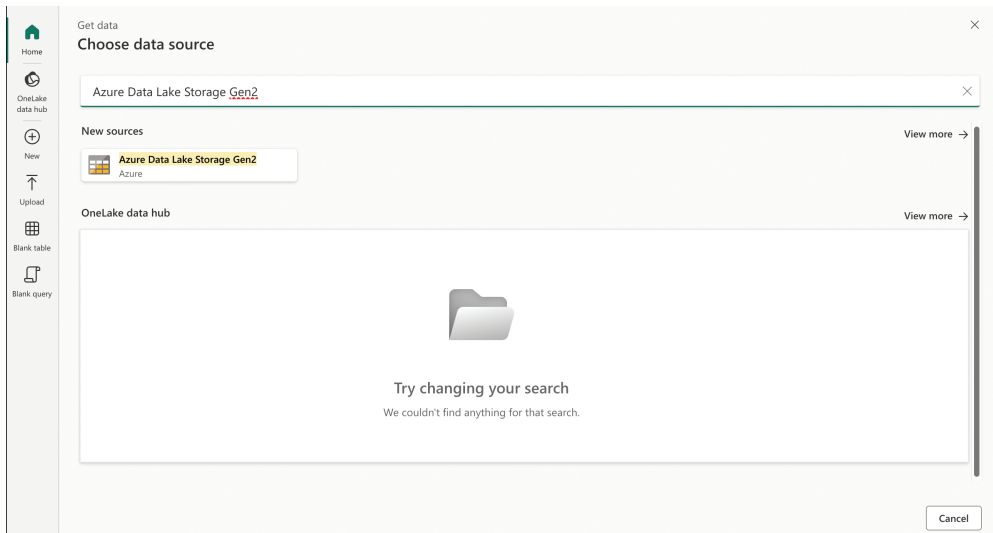 Home
OneLake
data hub
New
Upload
Blank table
Blank query
Get data
Choose data source
Azure Data Lake Storage Gen2
New sources
View more
Azure Data Lake Storage Gen2
Azure
OneLake data hub
View more
Try changing your search
We couldn't find anything for that search.
Cancel